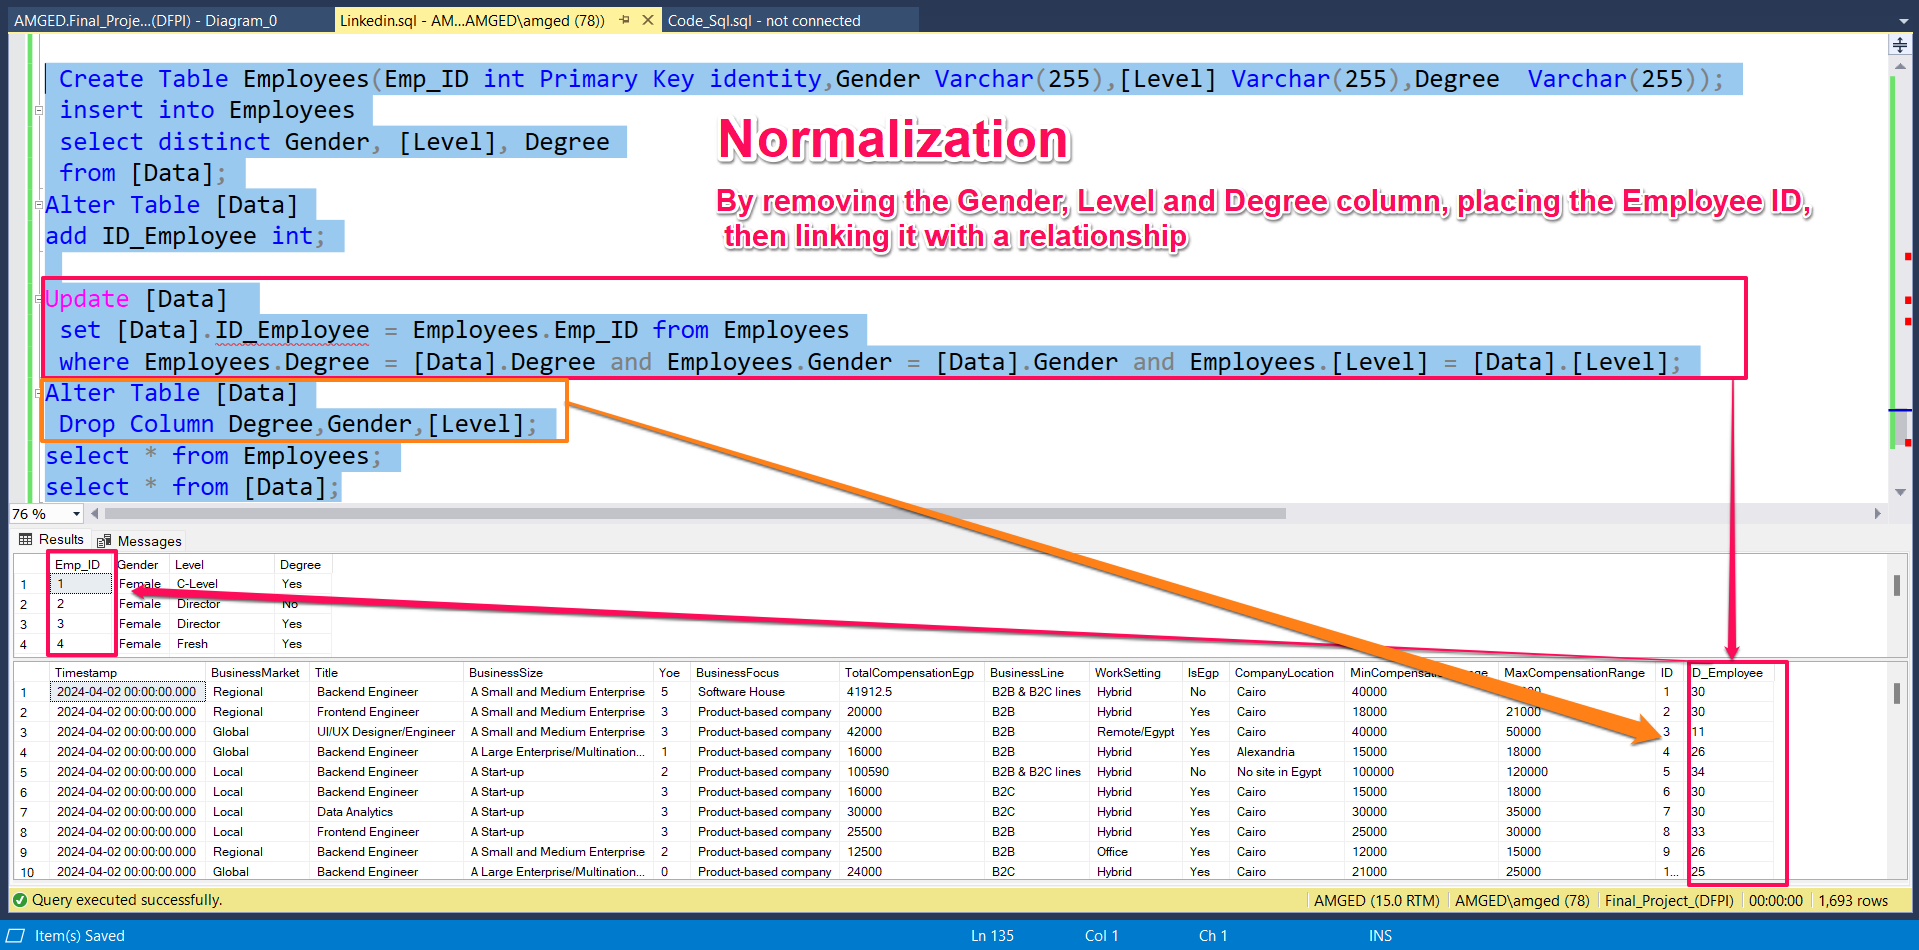 AMGED.Final_Proje...(DFPI) - Diagram_0 Linkedin.sql - AM...AMGED\amged (78)) Code_Sql.sql - not connected
Create Table Employees(Emp_ID int Primary Key identity,Gender Varchar(255),[Level] Varchar(255),Degree  Varchar(255));
insert into Employees
select distinct Gender, [Level], Degree
from [Data];
Alter Table [Data]
add ID_Employee int;
Normalization
By removing the Gender, Level and Degree column, placing the Employee ID,
then linking it with a relationship
Update [Data]
set [Data].ID_Employee = Employees.Emp_ID from Employees
where Employees.Degree = [Data].Degree and Employees.Gender = [Data].Gender and Employees.[Level] = [Data].[Level];
Alter Table [Data]
Drop Column Degree,Gender,[Level];
select * from Employees;
select * from [Data];
76 %
Results Messages
Emp_ID Gender Level Degree
1 1 Female C-Level Yes
2 2 Female Director No
3 3 Female Director Yes
4 4 Female Fresh Yes
Timestamp BusinessMarket Title BusinessSize Yoe BusinessFocus TotalCompensationEgp BusinessLine WorkSetting IsEgp CompanyLocation MaxCompensationRange ID D_Employee
1 2024-04-02 00:00:00.000 Regional Backend Engineer A Small and Medium Enterprise 5 Software House 41912.5 B2B & B2C lines Hybrid No Cairo 40000 1 30
2 2024-04-02 00:00:00.000 Regional Frontend Engineer A Small and Medium Enterprise 3 Product-based company 20000 B2B Hybrid Yes Cairo 18000 21000 2 30
3 2024-04-02 00:00:00.000 Global UI/UX Designer/Engineer A Small and Medium Enterprise 3 Product-based company 42000 B2B Remote/Egypt Yes Cairo 40000 50000 3 11
4 2024-04-02 00:00:00.000 Global Backend Engineer A Large Enterprise/Multination... 1 Product-based company 16000 B2B Hybrid Yes Alexandria 15000 18000 4 26
5 2024-04-02 00:00:00.000 Local Backend Engineer A Start-up 2 Product-based company 100590 B2B & B2C lines Hybrid No No site in Egypt 100000 120000 5 34
6 2024-04-02 00:00:00.000 Local Backend Engineer A Start-up 3 Product-based company 16000 B2C Hybrid Yes Cairo 15000 18000 6 30
7 2024-04-02 00:00:00.000 Local Data Analytics A Start-up 3 Product-based company 30000 B2C Hybrid Yes Cairo 30000 35000 7 30
8 2024-04-02 00:00:00.000 Local Frontend Engineer A Start-up 3 Product-based company 25500 B2B Hybrid Yes Cairo 25000 30000 8 33
9 2024-04-02 00:00:00.000 Regional Backend Engineer A Small and Medium Enterprise 2 Product-based company 12500 B2B Office Yes Cairo 12000 15000 9 26
10 2024-04-02 00:00:00.000 Global Backend Engineer A Large Enterprise/Multination... 0 Product-based company 24000 B2C Hybrid Yes Cairo 21000 25000 1... 25
Query executed successfully. AMGED (15.0 RTM) AMGED\amged (78) Final_Project_(DFPI) 00:00:00 1,693 rows
Item(s) Saved Ln 135 Col 1 Ch 1 INS